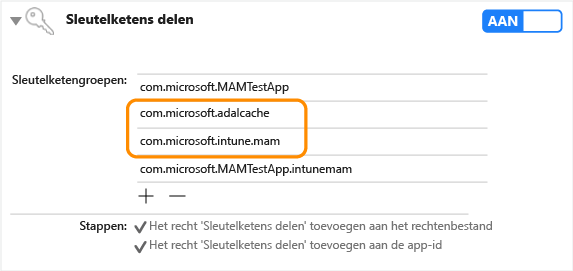 Sleutelketens delen
AAN
Sleutelketengroepen:
com.microsoft.MAMTestApp
com.microsoft.adalcache
com.microsoft.intune.mam
com.microsoft.MAMTestApp.intunemam
Stappen: ✔ Het recht 'Sleutelketens delen' toevoegen aan het rechtenbestand
✔ Het recht 'Sleutelketens delen' toevoegen aan de app-id